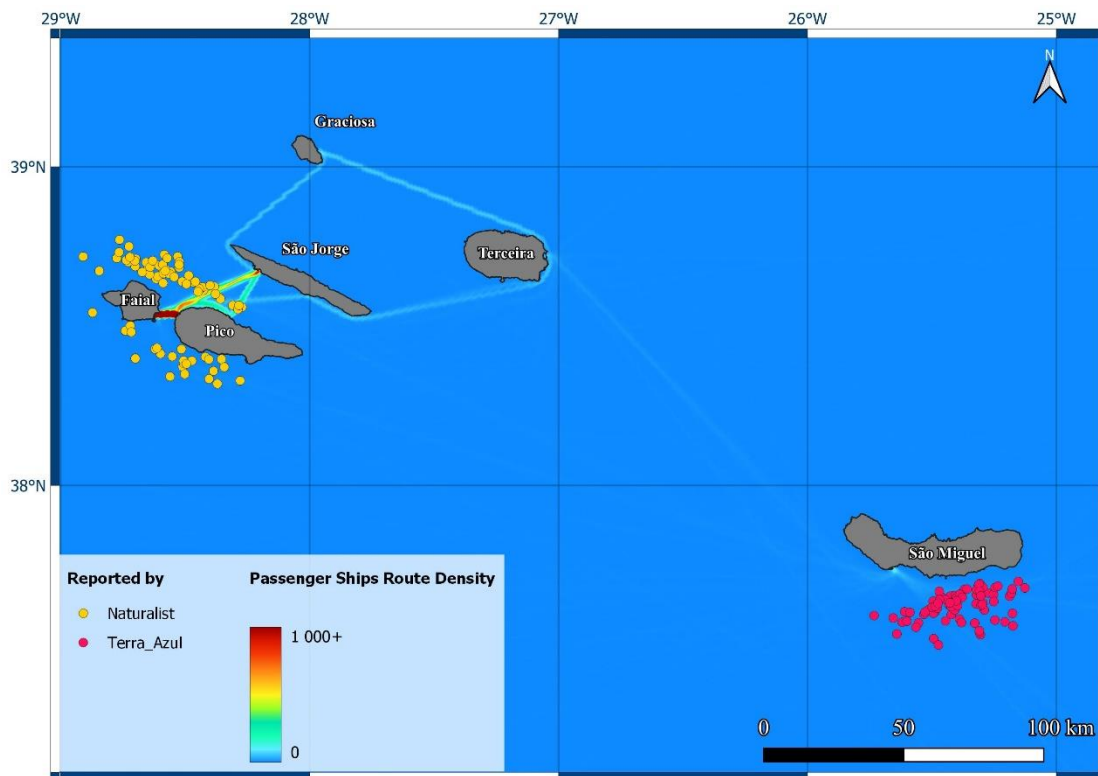 29°W 28°W 27°W 26°W 25°W
N
Graciosa
39°N
São Jorge
Terceira
Faial
Pico
38°N
São Miguel
Reported by
Naturalist
Terra_Azul
Passenger Ships Route Density
1 000+
0
0 50 100 km